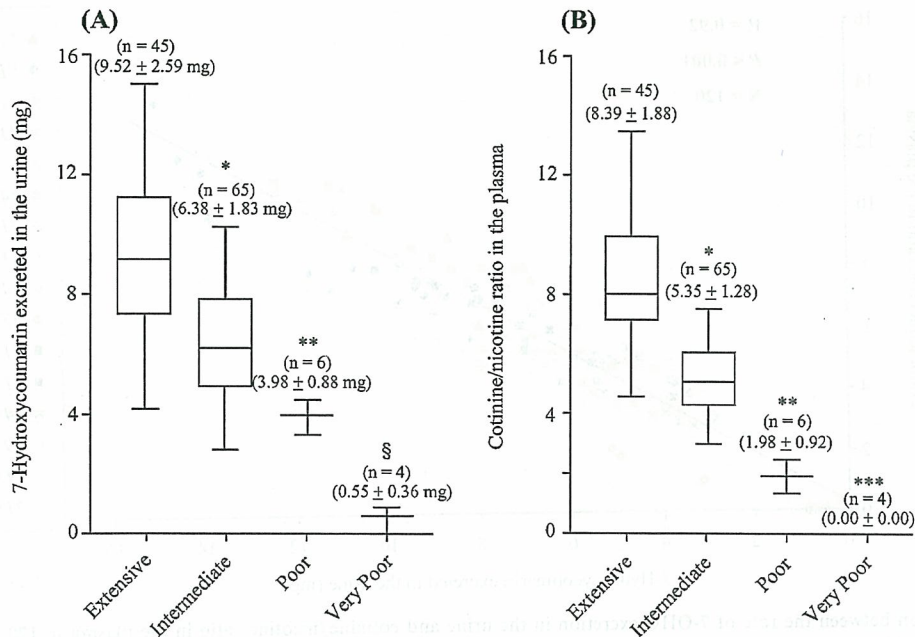 (A)
7-Hydroxycoumarin excreted in the urine (mg)
16
12
8
4
0
(n = 45)
(9.52 ± 2.59 mg)
*
(n = 65)
(6.38 ± 1.83 mg)
**
(n = 6)
(3.98 ± 0.88 mg)
§
(n = 4)
(0.55 ± 0.36 mg)
Extensive
Intermediate
Poor
Very Poor
(B)
Cotinine/nicotine ratio in the plasma
16
12
8
4
0
(n = 45)
(8.39 ± 1.88)
*
(n = 65)
(5.35 ± 1.28)
**
(n = 6)
(1.98 ± 0.92)
***
(n = 4)
(0.00 ± 0.00)
Extensive
Intermediate
Poor
Very Poor